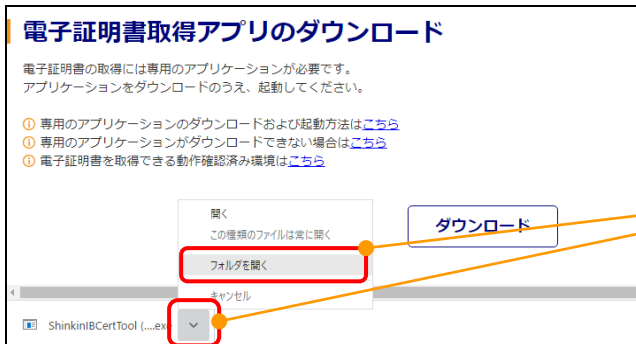 電子証明書取得アプリのダウンロード
電子証明書の取得には専用のアプリケーションが必要です。
アプリケーションをダウンロードのうえ、起動してください。
専用のアプリケーションのダウンロードおよび起動方法はこちら
専用のアプリケーションがダウンロードできない場合はこちら
電子証明書を取得できる動作確認済み環境はこちら
開く
この種類のファイルは常に開く
ダウンロード
フォルダを開く
キャンセル
ShinkinIBCertTool (....exe